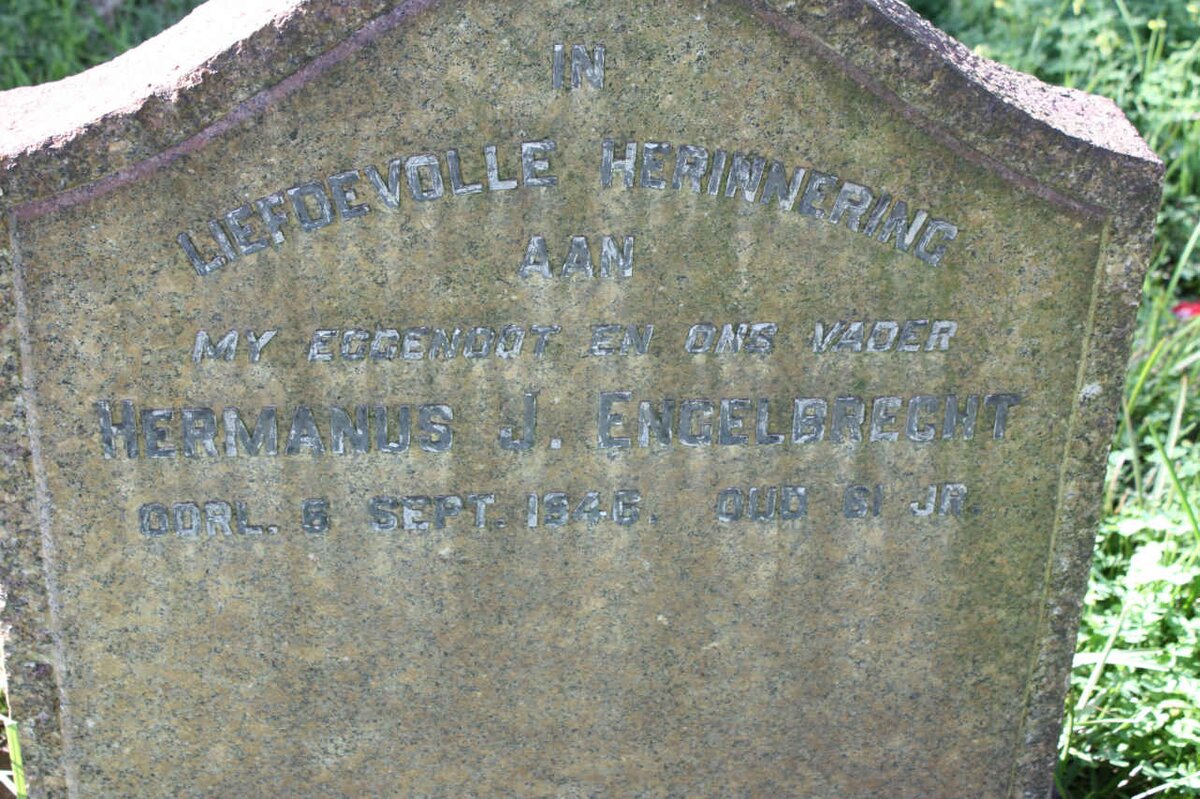 IN
LIEFDEVOLLE HERINNERING
AAN
MY EGGENOOT EN ONS VADER
HERMANUS J. ENGELBRECHT
OORL. 6 SEPT. 1946. OUD 61 JR.